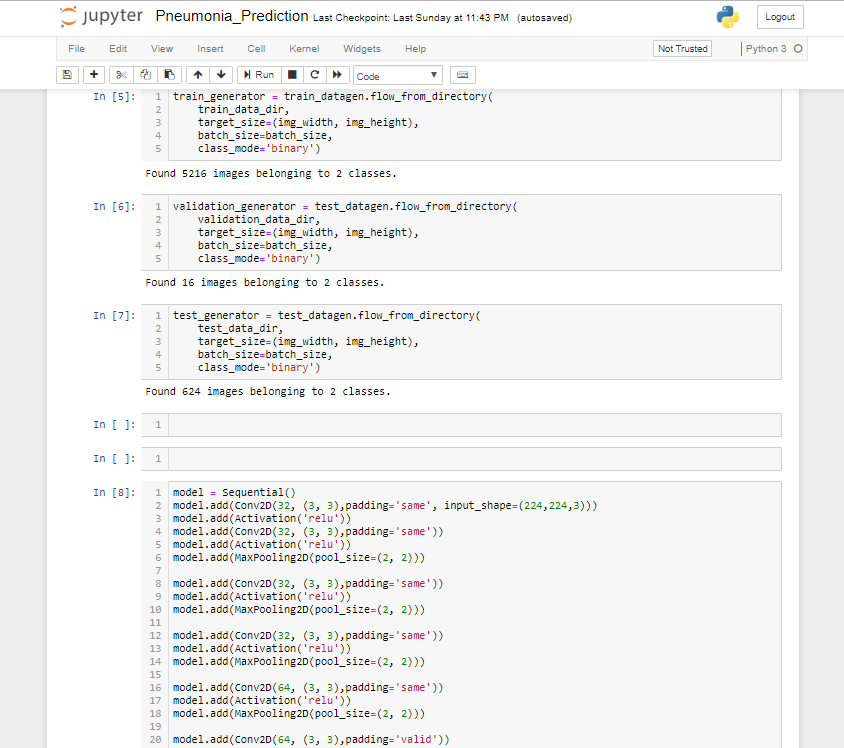 jupyter Pneumonia_Prediction Last Checkpoint: Last Sunday at 11:43 PM (autosaved) Logout
File Edit View Insert Cell Kernel Widgets Help Not Trusted Python 3
Run Code
In [5]: 1 train_generator = train_datagen.flow_from_directory(
2 train_data_dir,
3 target_size=(img_width, img_height),
4 batch_size=batch_size,
5 class_mode='binary')
Found 5216 images belonging to 2 classes.
In [6]: 1 validation_generator = test_datagen.flow_from_directory(
2 validation_data_dir,
3 target_size=(img_width, img_height),
4 batch_size=batch_size,
5 class_mode='binary')
Found 16 images belonging to 2 classes.
In [7]: 1 test_generator = test_datagen.flow_from_directory(
2 test_data_dir,
3 target_size=(img_width, img_height),
4 batch_size=batch_size,
5 class_mode='binary')
Found 624 images belonging to 2 classes.
In [ ]: 1
In [ ]: 1
In [8]: 1 model = Sequential()
2 model.add(Conv2D(32, (3, 3),padding='same', input_shape=(224,224,3)))
3 model.add(Activation('relu'))
4 model.add(Conv2D(32, (3, 3),padding='same'))
5 model.add(Activation('relu'))
6 model.add(MaxPooling2D(pool_size=(2, 2)))
7
8 model.add(Conv2D(32, (3, 3),padding='same'))
9 model.add(Activation('relu'))
10 model.add(MaxPooling2D(pool_size=(2, 2)))
11
12 model.add(Conv2D(32, (3, 3),padding='same'))
13 model.add(Activation('relu'))
14 model.add(MaxPooling2D(pool_size=(2, 2)))
15
16 model.add(Conv2D(64, (3, 3),padding='same'))
17 model.add(Activation('relu'))
18 model.add(MaxPooling2D(pool_size=(2, 2)))
19
20 model.add(Conv2D(64, (3, 3),padding='valid'))